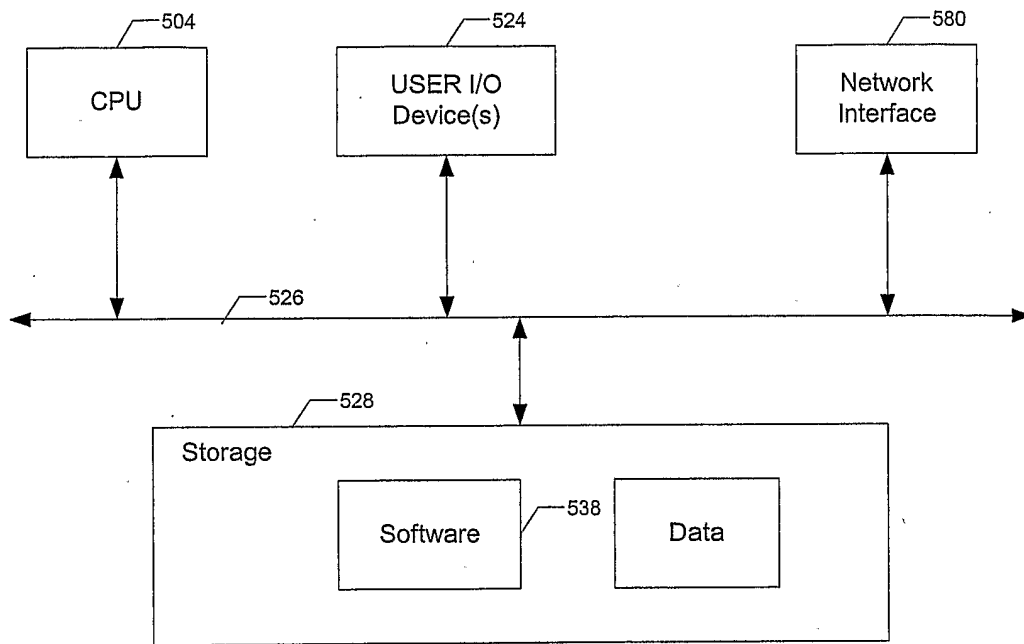 504
CPU
524
USER I/O
Device(s)
580
Network
Interface
526
528
Storage
Software
538
Data